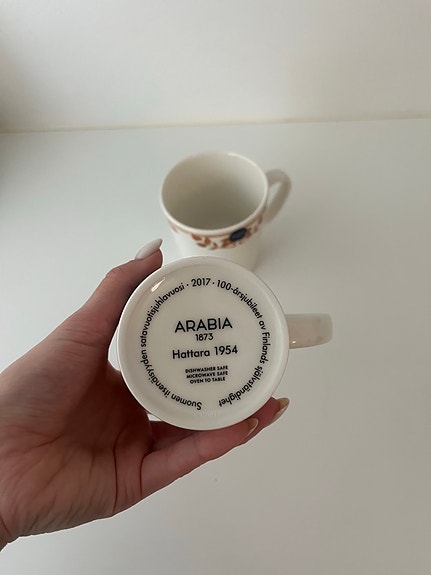 Suomen itsenäisyyden satavuotisjuhlavuosi · 2017 · 100-årsjubileet av Finlands självständighet
ARABIA
1873
Hattara 1954
DISHWASHER SAFE
MICROWAVE SAFE
OVEN TO TABLE